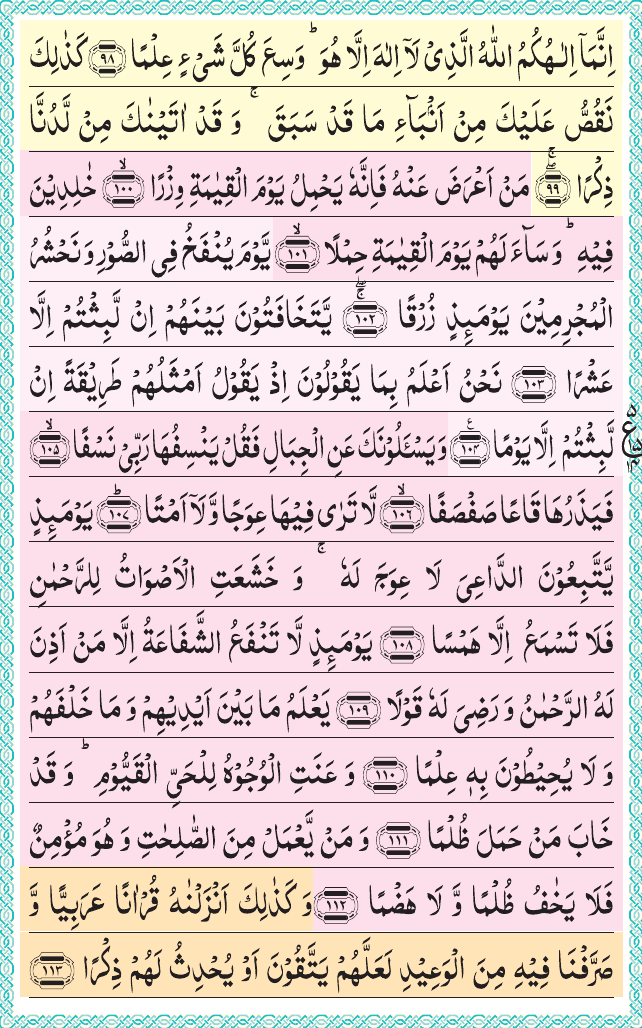 اِنَّمَاۤ اِلٰـهُكُمُ اللّٰهُ الَّذِىْ لَاۤ اِلٰهَ اِلَّا هُوَ ؕ وَسِعَ كُلَّ شَىْءٍ عِلْمًا ﴿۹۸﴾ كَذٰلِكَ
نَقُصُّ عَلَيْكَ مِنْ اَنْۢبَآءِ مَا قَدْ سَبَقَ ۚ وَ قَدْ اٰتَيْنٰكَ مِنْ لَّدُنَّا
ذِكْرًا ۖۚ ﴿۹۹﴾ مَنْ اَعْرَضَ عَنْهُ فَاِنَّهٗ يَحْمِلُ يَوْمَ الْقِيٰمَةِ وِزْرًا ۙ ﴿۱۰۰﴾ خٰلِدِيْنَ
فِيْهِ ؕ وَ سَآءَ لَهُمْ يَوْمَ الْقِيٰمَةِ حِمْلًا ۙ ﴿۱۰۱﴾ يَّوْمَ يُنْفَخُ فِى الصُّوْرِ وَ نَحْشُرُ
الْمُجْرِمِيْنَ يَوْمَئِذٍ زُرْقًا ۖۚ ﴿۱۰۲﴾ يَّتَخَافَتُوْنَ بَيْنَهُمْ اِنْ لَّبِثْتُمْ اِلَّا
عَشْرًا ﴿۱۰۳﴾ نَحْنُ اَعْلَمُ بِمَا يَقُوْلُوْنَ اِذْ يَقُوْلُ اَمْثَلُهُمْ طَرِيْقَةً اِنْ
لَّبِثْتُمْ اِلَّا يَوْمًا ﴿۱۰۴﴾ وَ يَسْـَٔلُوْنَكَ عَنِ الْجِبَالِ فَقُلْ يَنْسِفُهَا رَبِّىْ نَسْفًا ۙ ﴿۱۰۵﴾
فَيَذَرُهَا قَاعًا صَفْصَفًا ۙ ﴿۱۰۶﴾ لَّا تَرٰى فِيْهَا عِوَجًا وَّلَاۤ اَمْتًا ؕ ﴿۱۰۷﴾ يَوْمَئِذٍ
يَّتَّبِعُوْنَ الدَّاعِىَ لَا عِوَجَ لَهٗ ۚ وَ خَشَعَتِ الْاَصْوَاتُ لِلرَّحْمٰنِ
فَلَا تَسْمَعُ اِلَّا هَمْسًا ﴿۱۰۸﴾ يَوْمَئِذٍ لَّا تَنْفَعُ الشَّفَاعَةُ اِلَّا مَنْ اَذِنَ
لَهُ الرَّحْمٰنُ وَ رَضِىَ لَهٗ قَوْلًا ﴿۱۰۹﴾ يَعْلَمُ مَا بَيْنَ اَيْدِيْهِمْ وَ مَا خَلْفَهُمْ
وَ لَا يُحِيْطُوْنَ بِهٖ عِلْمًا ﴿۱۱۰﴾ وَ عَنَتِ الْوُجُوْهُ لِلْحَىِّ الْقَيُّوْمِ ؕ وَ قَدْ
خَابَ مَنْ حَمَلَ ظُلْمًا ﴿۱۱۱﴾ وَ مَنْ يَّعْمَلْ مِنَ الصّٰلِحٰتِ وَ هُوَ مُؤْمِنٌ
فَلَا يَخٰفُ ظُلْمًا وَّ لَا هَضْمًا ﴿۱۱۲﴾ وَ كَذٰلِكَ اَنْزَلْنٰهُ قُرْاٰنًا عَرَبِيًّا وَّ
صَرَّفْنَا فِيْهِ مِنَ الْوَعِيْدِ لَعَلَّهُمْ يَتَّقُوْنَ اَوْ يُحْدِثُ لَهُمْ ذِكْرًا ﴿۱۱۳﴾